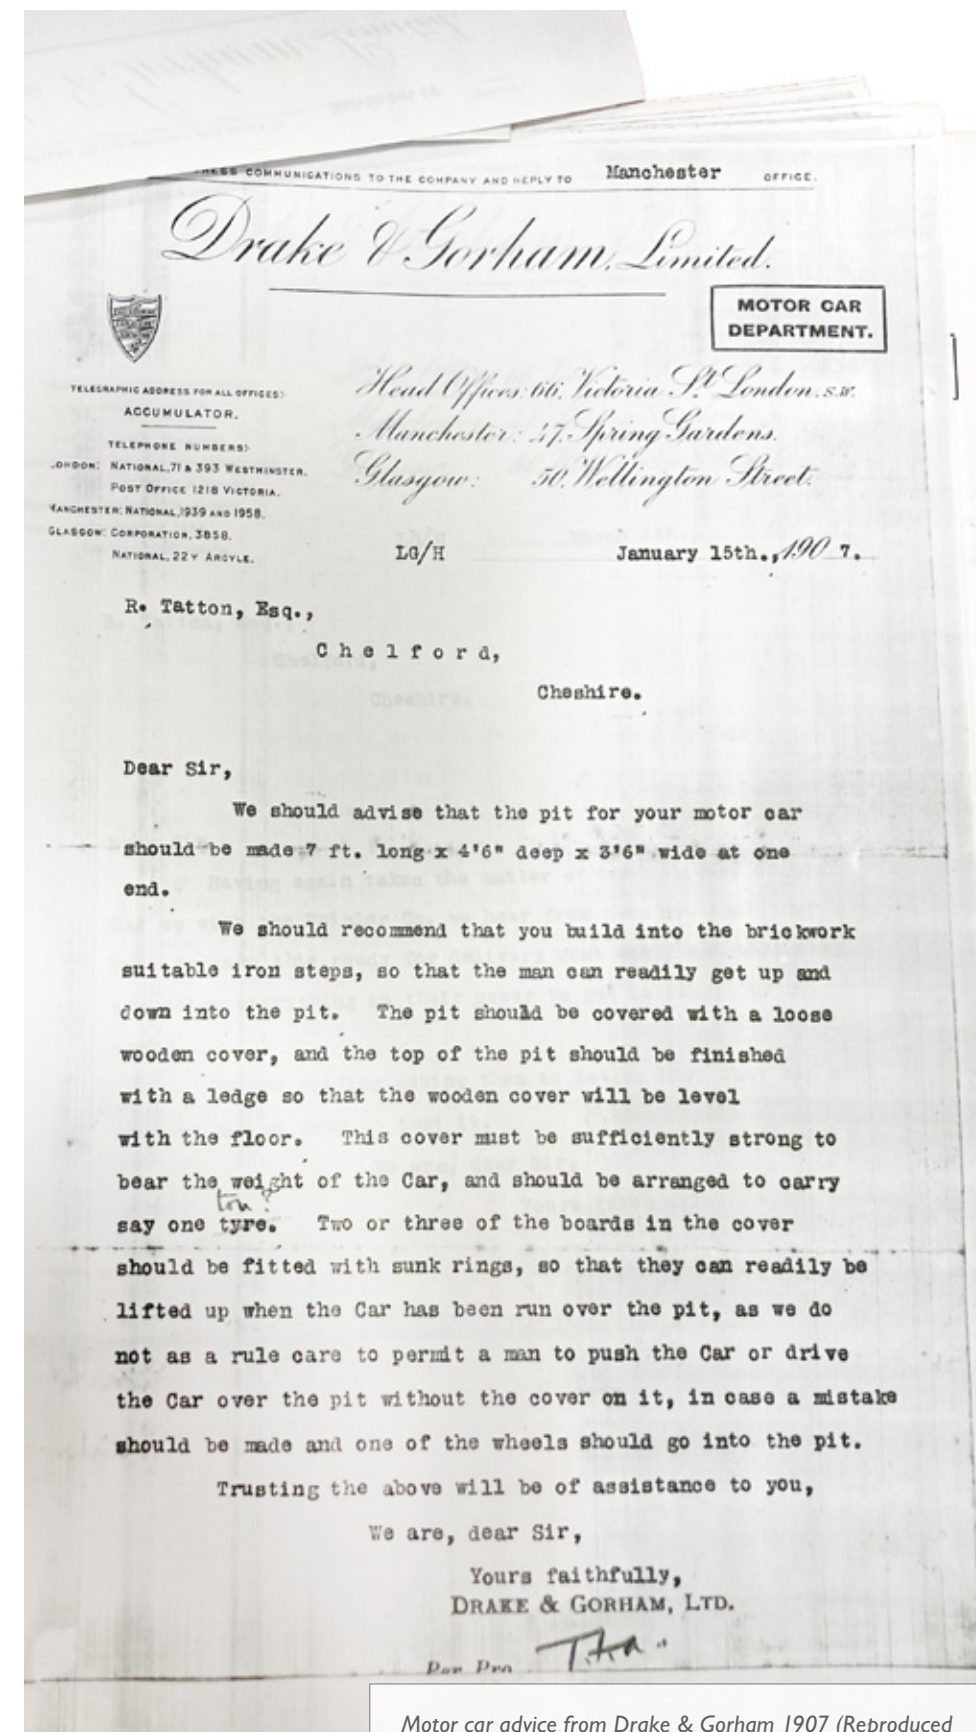 COMMUNICATIONS TO THE COMPANY AND REPLY TO Manchester OFFICE.
Drake & Gorham, Limited.
MOTOR CAR
DEPARTMENT.
TELEGRAPHIC ADDRESS FOR ALL OFFICES:
ACCUMULATOR.
TELEPHONE NUMBERS:
LONDON: NATIONAL, 71 & 393 WESTMINSTER.
POST OFFICE 1218 VICTORIA.
MANCHESTER: NATIONAL, 1939 AND 1958.
GLASGOW: CORPORATION, 3858.
NATIONAL, 22Y ARGYLE.
Head Offices: 66, Victoria St. London, S.W.
Manchester: 47, Spring Gardens.
Glasgow: 50, Wellington Street.
LG/H January 15th., 190 7.
R. Tatton, Esq.,
Chelford,
Cheshire.
Dear Sir,
We should advise that the pit for your motor car
should be made 7 ft. long x 4'6" deep x 3'6" wide at one
end.
We should recommend that you build into the brickwork
suitable iron steps, so that the man can readily get up and
down into the pit. The pit should be covered with a loose
wooden cover, and the top of the pit should be finished
with a ledge so that the wooden cover will be level
with the floor. This cover must be sufficiently strong to
bear the weight of the Car, and should be arranged to carry
ton?
say one tyre. Two or three of the boards in the cover
should be fitted with sunk rings, so that they can readily be
lifted up when the Car has been run over the pit, as we do
not as a rule care to permit a man to push the Car or drive
the Car over the pit without the cover on it, in case a mistake
should be made and one of the wheels should go into the pit.
Trusting the above will be of assistance to you,
We are, dear Sir,
Yours faithfully,
DRAKE & GORHAM, LTD.
Per Pro
Motor car advice from Drake & Gorham 1907 (Reproduced